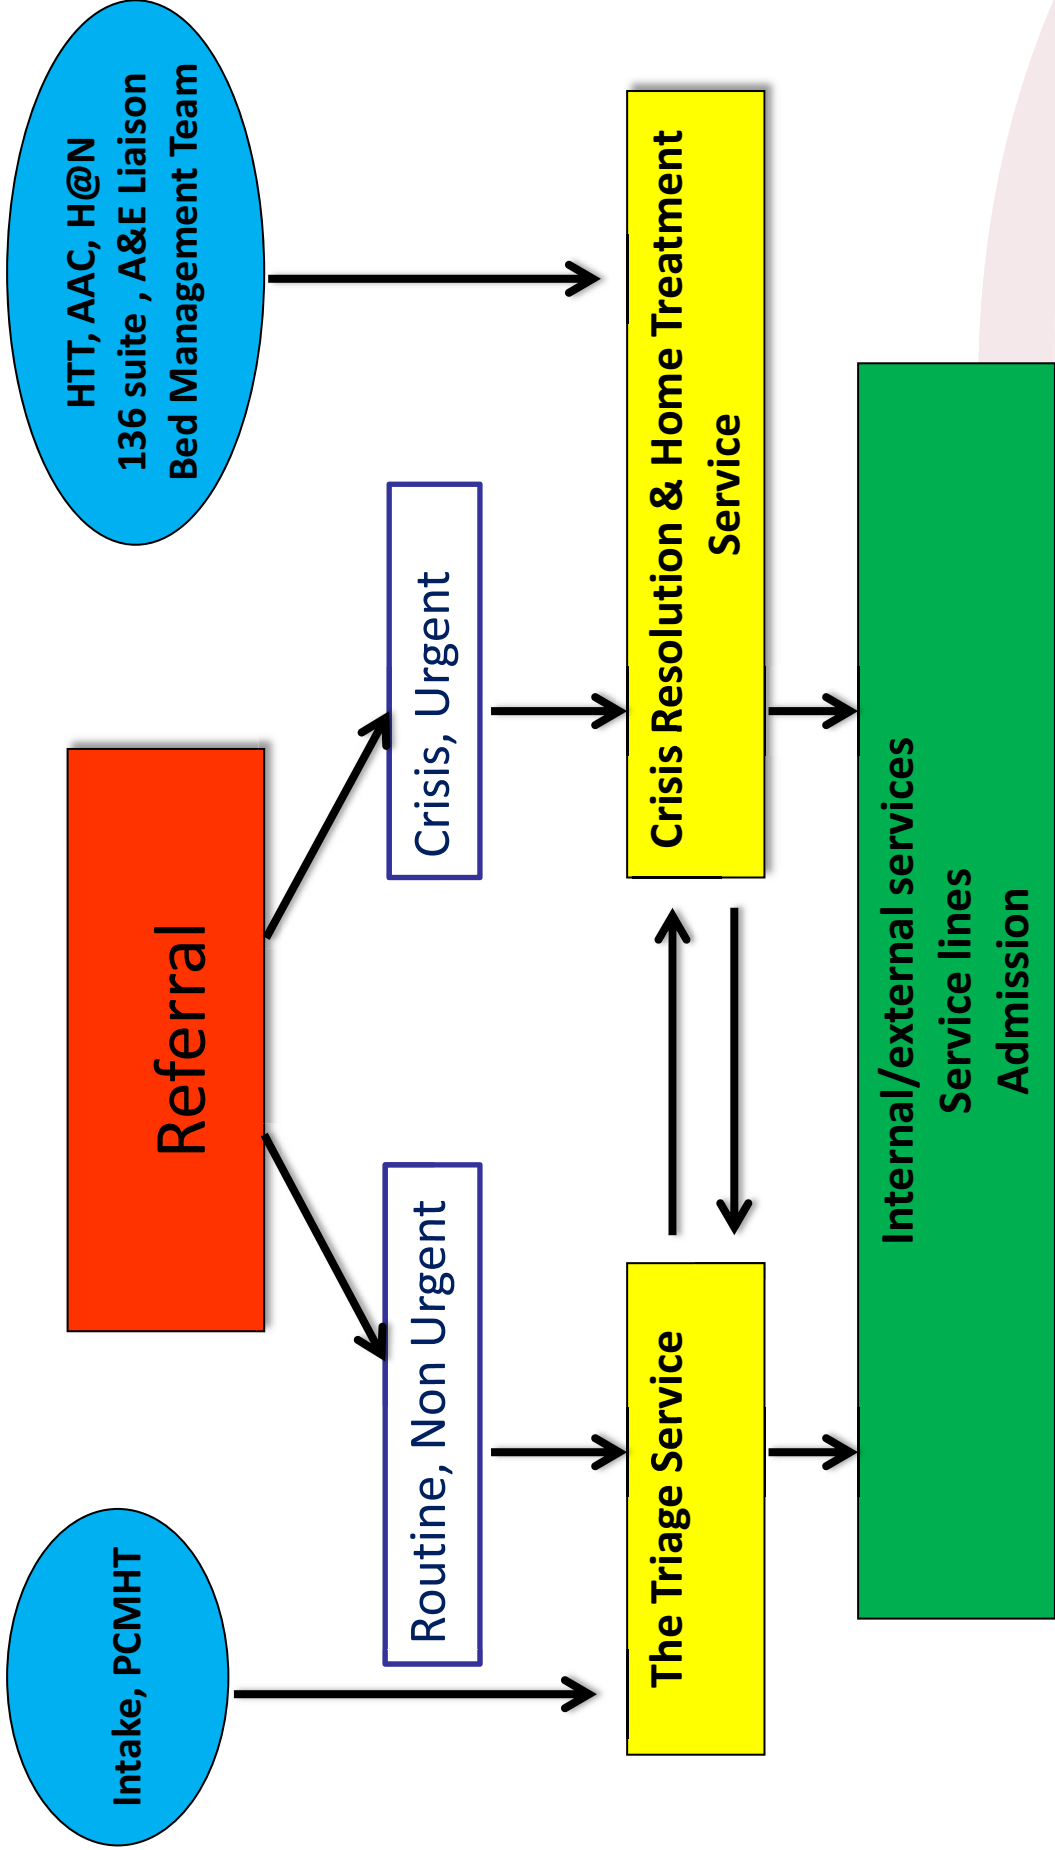 Intake, PCMHT
Referral
HTT, AAC, H@N
136 suite , A&E Liaison
Bed Management Team
Routine, Non Urgent
Crisis, Urgent
The Triage Service
Crisis Resolution & Home Treatment
Service
Internal/external services
Service lines
Admission